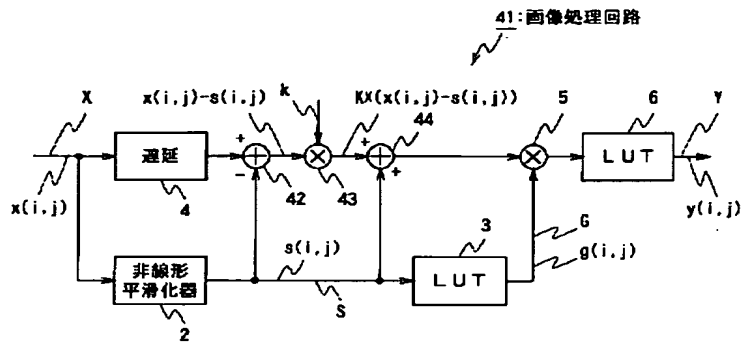 41:画像処理回路
X
x(i,j)-s(i,j)
k
KX(x(i,j)-s(i,j))
44
5
6
Y
+
+
遅延
LUT
x(i,j)
4
-
42
43
+
y(i,j)
3
G
s(i,j)
g(i,j)
非線形
平滑化器
LUT
S
2